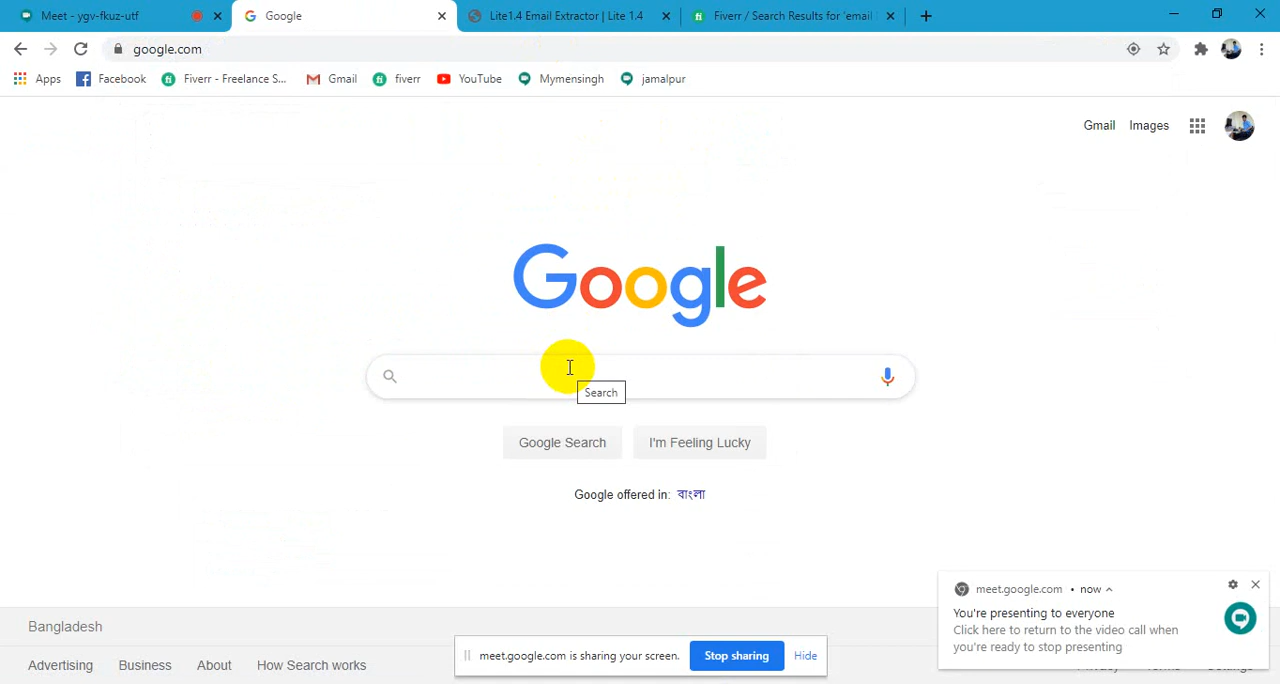 Meet - ygv-fkuz-utf
Google
Lite1.4 Email Extractor | Lite 1.4
Fiverr / Search Results for 'email
google.com
Apps
Facebook
Fiverr - Freelance S...
Gmail
fiverr
YouTube
Mymensingh
jamalpur
Gmail
Images
Google
Search
Google Search
I'm Feeling Lucky
Google offered in: বাংলা
meet.google.com • now
You're presenting to everyone
Click here to return to the video call when
you're ready to stop presenting
Bangladesh
Advertising
Business
About
How Search works
meet.google.com is sharing your screen.
Stop sharing
Hide